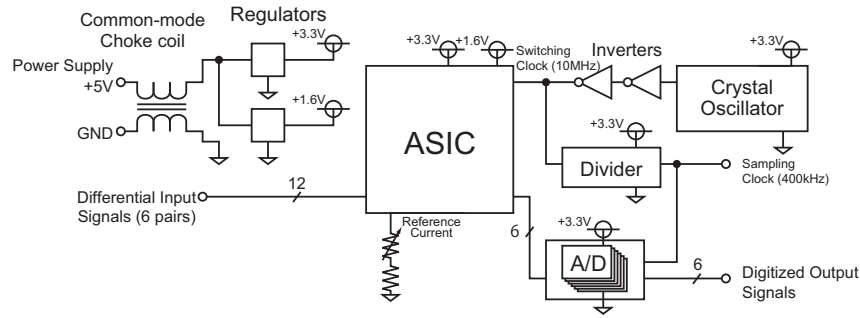 Common-mode
Choke coil
Regulators
Power Supply
+5V
GND
+3.3V
+1.6V
+3.3V
+1.6V
Switching
Clock (10MHz)
Inverters
+3.3V
Crystal
Oscillator
ASIC
+3.3V
Divider
Sampling
Clock (400kHz)
Differential Input
Signals (6 pairs)
12
Reference
Current
6
+3.3V
A/D
6
Digitized Output
Signals